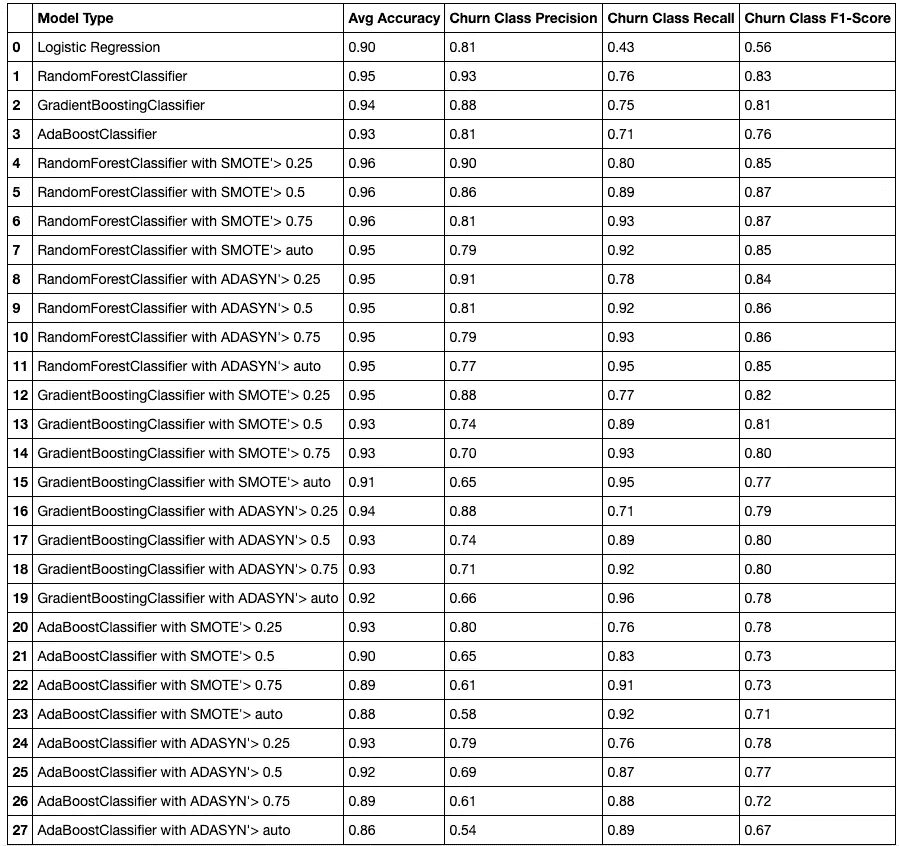 Model Type Avg Accuracy Churn Class Precision Churn Class Recall Churn Class F1-Score
0 Logistic Regression 0.90 0.81 0.43 0.56
1 RandomForestClassifier 0.95 0.93 0.76 0.83
2 GradientBoostingClassifier 0.94 0.88 0.75 0.81
3 AdaBoostClassifier 0.93 0.81 0.71 0.76
4 RandomForestClassifier with SMOTE'> 0.25 0.96 0.90 0.80 0.85
5 RandomForestClassifier with SMOTE'> 0.5 0.96 0.86 0.89 0.87
6 RandomForestClassifier with SMOTE'> 0.75 0.96 0.81 0.93 0.87
7 RandomForestClassifier with SMOTE'> auto 0.95 0.79 0.92 0.85
8 RandomForestClassifier with ADASYN'> 0.25 0.95 0.91 0.78 0.84
9 RandomForestClassifier with ADASYN'> 0.5 0.95 0.81 0.92 0.86
10 RandomForestClassifier with ADASYN'> 0.75 0.95 0.79 0.93 0.86
11 RandomForestClassifier with ADASYN'> auto 0.95 0.77 0.95 0.85
12 GradientBoostingClassifier with SMOTE'> 0.25 0.95 0.88 0.77 0.82
13 GradientBoostingClassifier with SMOTE'> 0.5 0.93 0.74 0.89 0.81
14 GradientBoostingClassifier with SMOTE'> 0.75 0.93 0.70 0.93 0.80
15 GradientBoostingClassifier with SMOTE'> auto 0.91 0.65 0.95 0.77
16 GradientBoostingClassifier with ADASYN'> 0.25 0.94 0.88 0.71 0.79
17 GradientBoostingClassifier with ADASYN'> 0.5 0.93 0.74 0.89 0.80
18 GradientBoostingClassifier with ADASYN'> 0.75 0.93 0.71 0.92 0.80
19 GradientBoostingClassifier with ADASYN'> auto 0.92 0.66 0.96 0.78
20 AdaBoostClassifier with SMOTE'> 0.25 0.93 0.80 0.76 0.78
21 AdaBoostClassifier with SMOTE'> 0.5 0.90 0.65 0.83 0.73
22 AdaBoostClassifier with SMOTE'> 0.75 0.89 0.61 0.91 0.73
23 AdaBoostClassifier with SMOTE'> auto 0.88 0.58 0.92 0.71
24 AdaBoostClassifier with ADASYN'> 0.25 0.93 0.79 0.76 0.78
25 AdaBoostClassifier with ADASYN'> 0.5 0.92 0.69 0.87 0.77
26 AdaBoostClassifier with ADASYN'> 0.75 0.89 0.61 0.88 0.72
27 AdaBoostClassifier with ADASYN'> auto 0.86 0.54 0.89 0.67